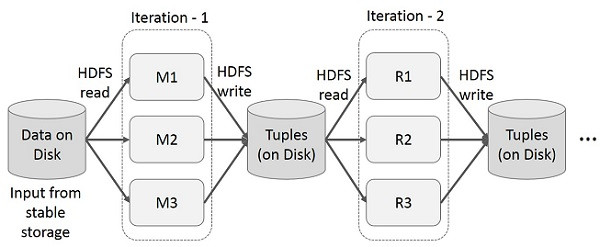 Iteration - 1
Iteration - 2
HDFS
read
M1
HDFS
write
HDFS
read
R1
HDFS
write
Data on
Disk
M2
Tuples
(on Disk)
R2
Tuples
(on Disk)
...
Input from
stable
storage
M3
R3